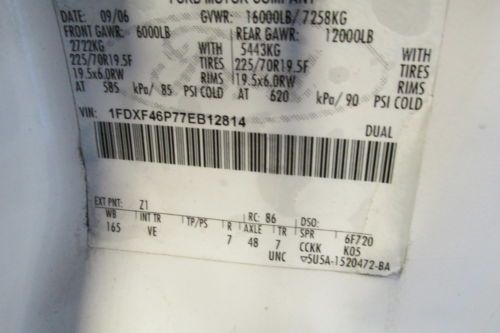 FORD MOTOR COMPANY
DATE: 09/06 GVWR: 16000LB/ 7258KG
FRONT GAWR: 6000LB REAR GAWR: 12000LB
2722KG WITH 5443KG WITH
225/70R19.5F TIRES 225/70R19.5F TIRES
19.5x6.0RW RIMS 19.5x6.0RW RIMS
AT 585 kPa/ 85 PSI COLD AT 620 kPa/ 90 PSI COLD
VIN: 1FDXF46P77EB12814
DUAL
EXT PNT: Z1 RC: 86 DSO:
WB INT TR TP/PS R AXLE TR SPR 6F720
165 VE 7 48 7 CCKK K05
UNC ▽5U5A-1520472-BA